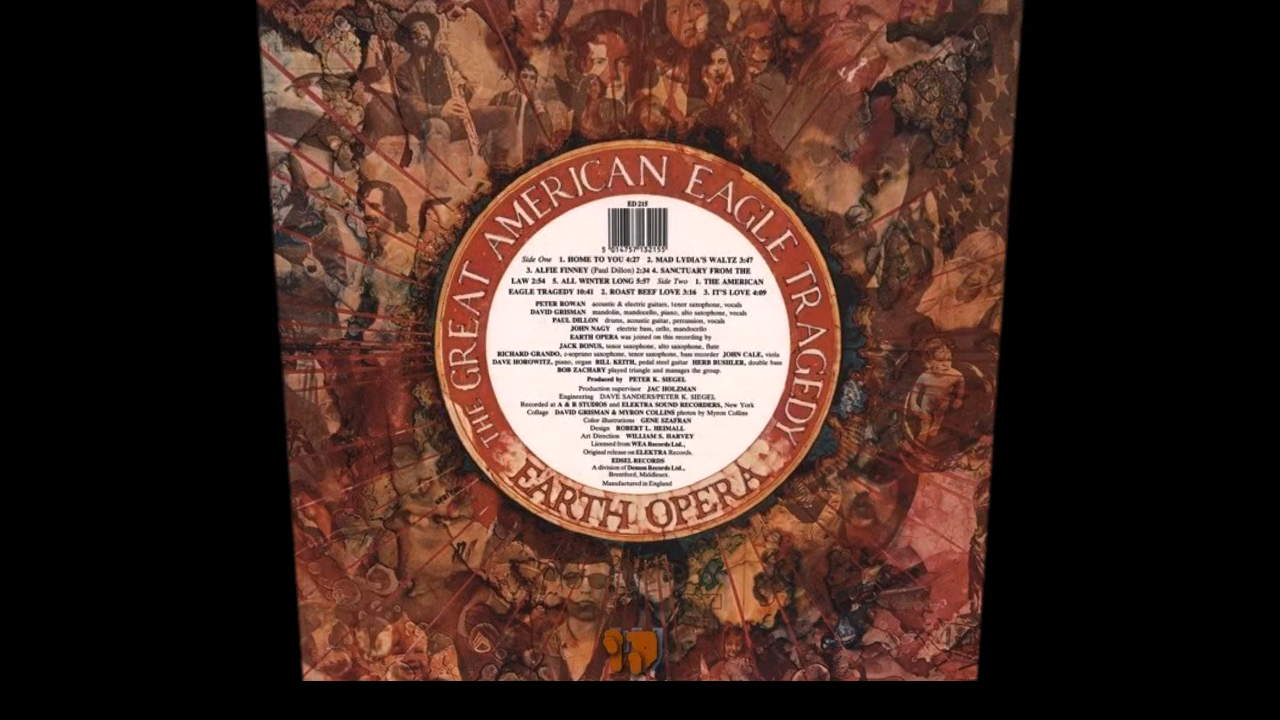 THE GREAT AMERICAN EAGLE TRAGEDY
EARTH OPERA
ED 215
5 014757 132155
Side One 1. HOME TO YOU 4:27 2. MAD LYDIA'S WALTZ 3:47
3. ALFIE FINNEY (Paul Dillon) 2:34 4. SANCTUARY FROM THE
LAW 2:54 5. ALL WINTER LONG 5:57 Side Two 1. THE AMERICAN
EAGLE TRAGEDY 10:41 2. ROAST BEEF LOVE 3:16 3. IT'S LOVE 4:09
PETER ROWAN acoustic & electric guitars, tenor saxophone, vocals
DAVID GRISMAN mandolin, mandocello, piano, alto saxophone, vocals
PAUL DILLON drums, acoustic guitar, percussion, vocals
JOHN NAGY electric bass, cello, mandocello
EARTH OPERA was joined on this recording by
JACK BONUS, tenor saxophone, alto saxophone, flute
RICHARD GRANDO, c-soprano saxophone, tenor saxophone, bass recorder JOHN CALE, viola
DAVE HOROWITZ, piano, organ BILL KEITH, pedal steel guitar HERB BUSHLER, double bass
BOB ZACHARY played triangle and manages the group.
Produced by PETER K. SIEGEL
Production supervisor JAC HOLZMAN
Engineering DAVE SANDERS/PETER K. SIEGEL
Recorded at A & R STUDIOS and ELEKTRA SOUND RECORDERS, New York
Collage DAVID GRISMAN & MYRON COLLINS photos by Myron Collins
Color illustrations GENE SZAFRAN
Design ROBERT L. HEIMALL
Art Direction WILLIAM S. HARVEY
Licensed from WEA Records Ltd.,
Original release on ELEKTRA Records.
EDSEL RECORDS
A division of Demon Records Ltd.,
Brentford, Middlesex.
Manufactured in England